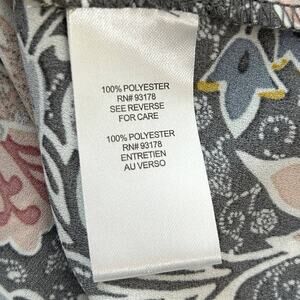 100% POLYESTER
RN# 93178
SEE REVERSE
FOR CARE
100% POLYESTER
RN# 93178
ENTRETIEN
AU VERSO